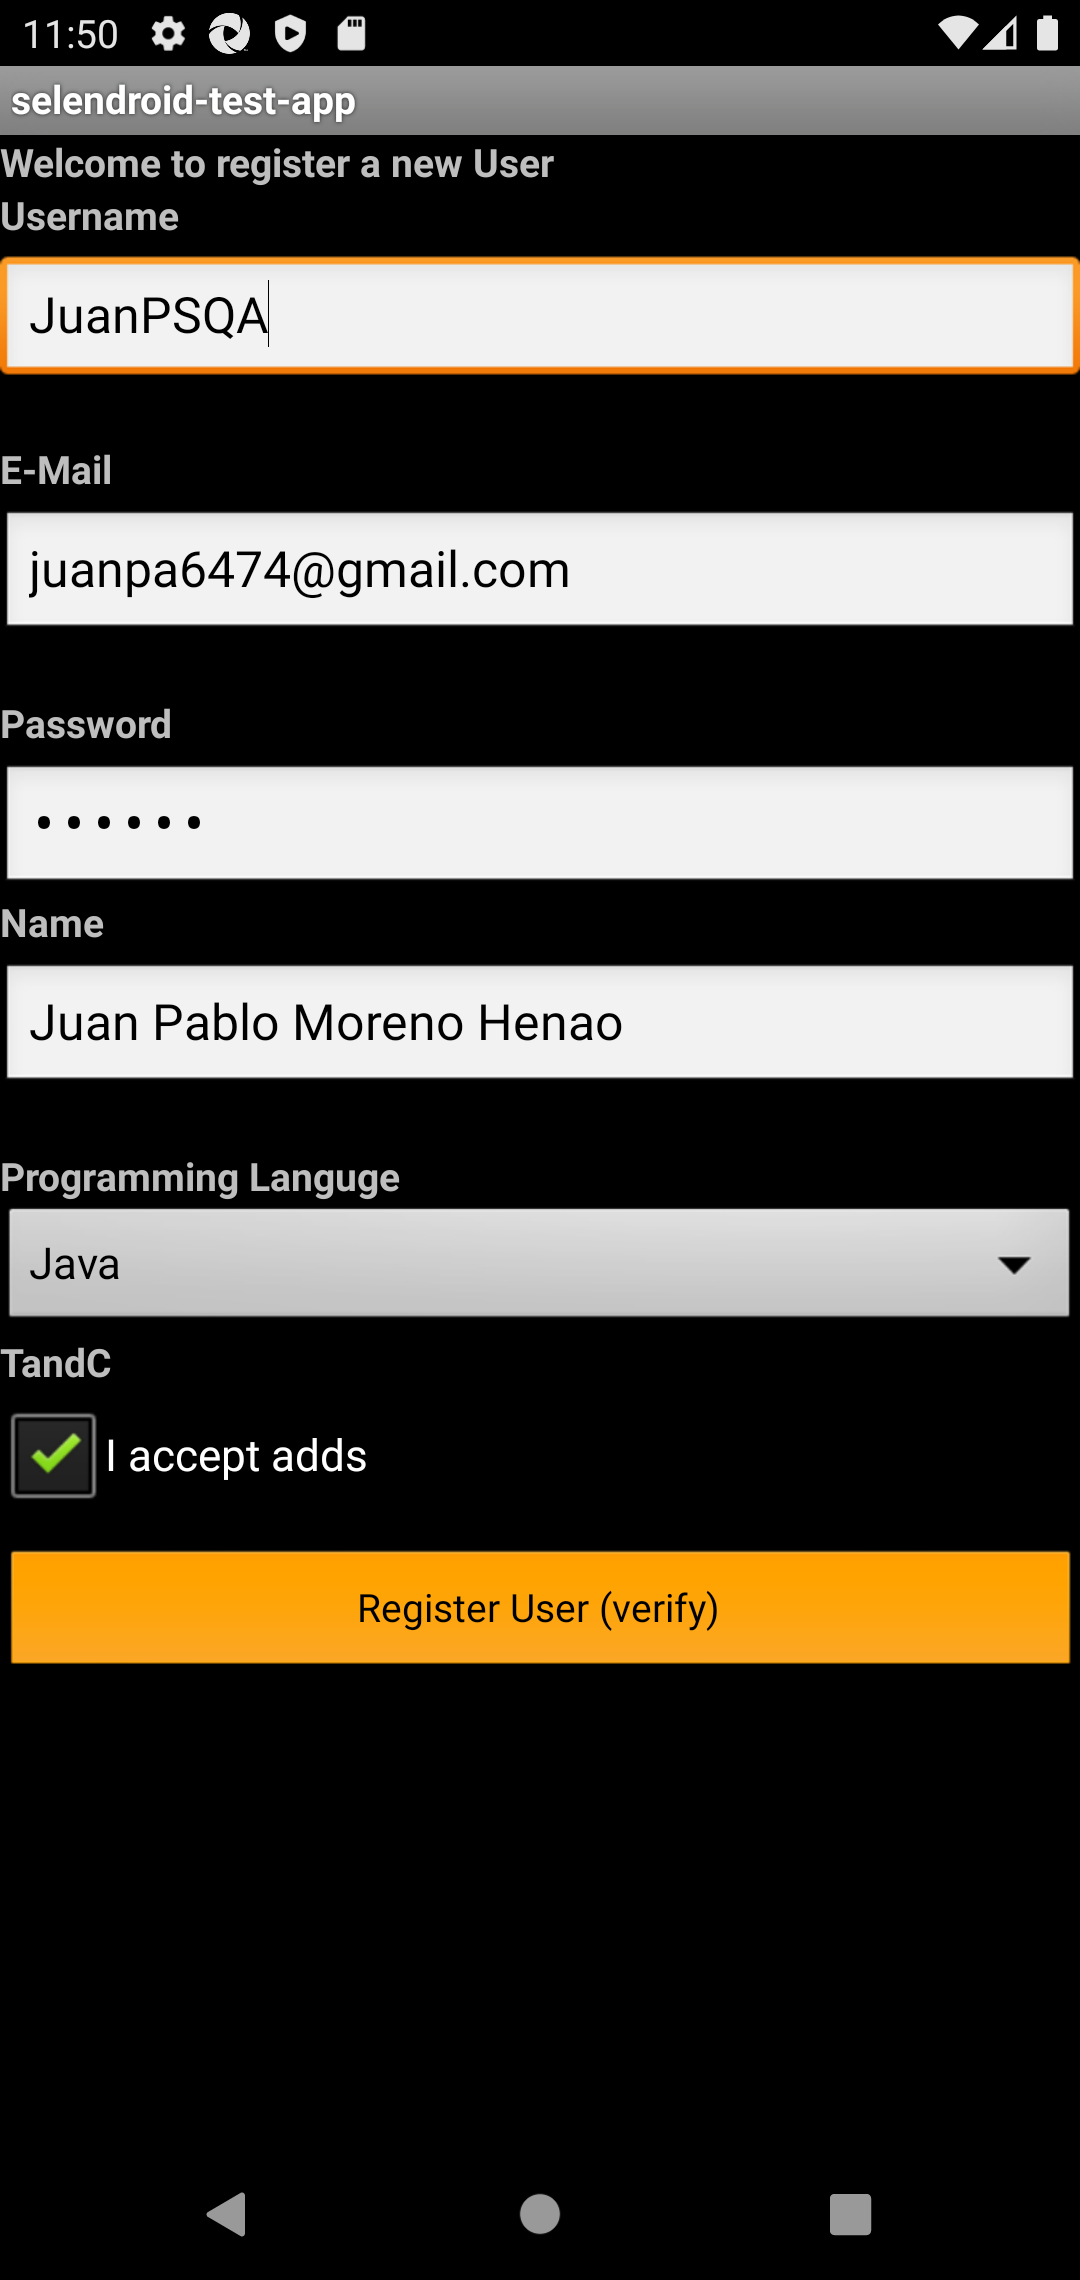 11:50
selendroid-test-app
Welcome to register a new User
Username
JuanPSQA
E-Mail
juanpa6474@gmail.com
Password
••••••
Name
Juan Pablo Moreno Henao
Programming Languge
Java
TandC
I accept adds
Register User (verify)